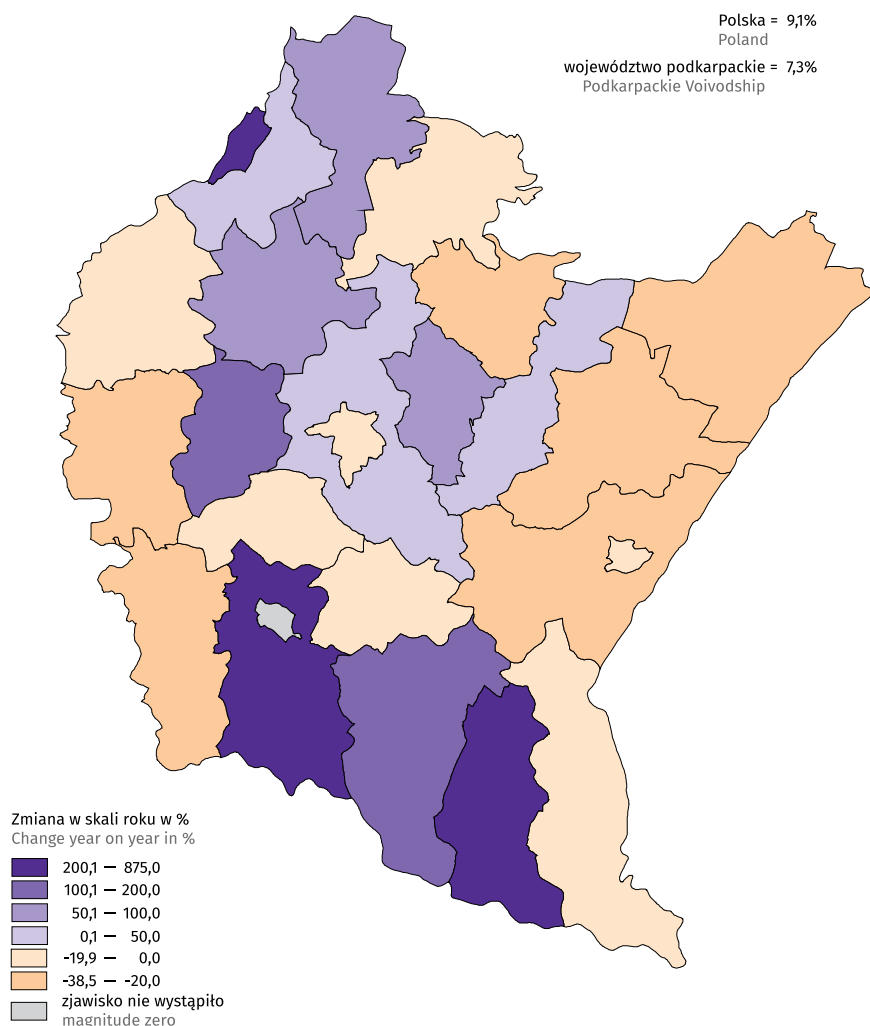 Polska = 9,1%
Poland
województwo podkarpackie = 7,3%
Podkarpackie Voivodship
Zmiana w skali roku w %
Change year on year in %
200,1 — 875,0
100,1 — 200,0
50,1 — 100,0
0,1 — 50,0
-19,9 — 0,0
-38,5 — -20,0
zjawisko nie wystąpiło
magnitude zero